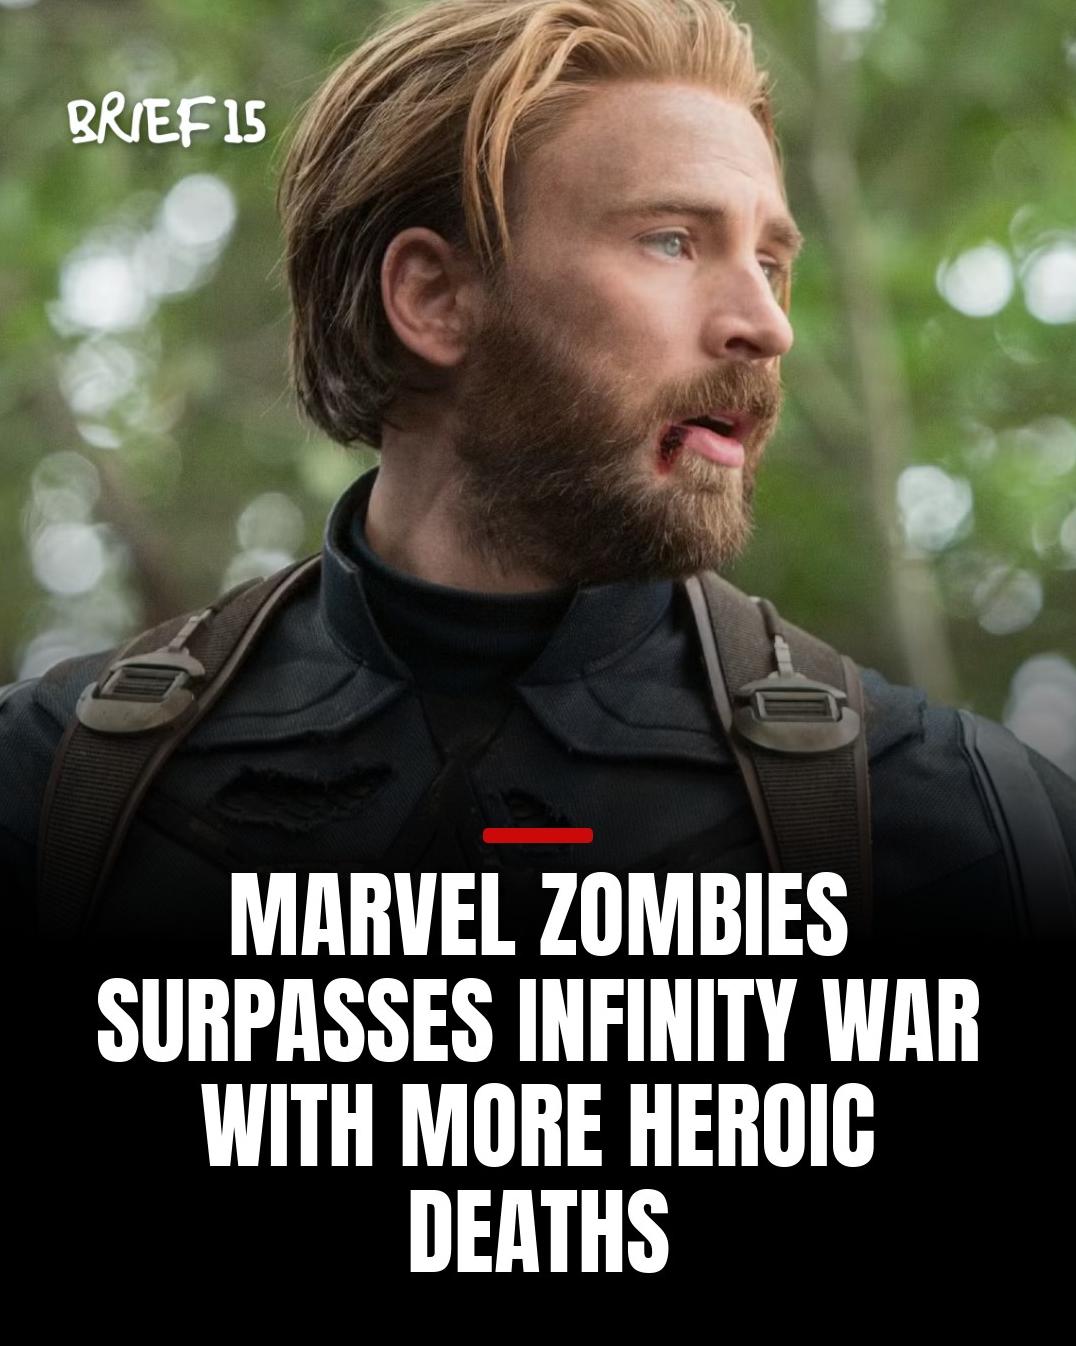 BRIEF 15
MARVEL ZOMBIES
SURPASSES INFINITY WAR
WITH MORE HEROIC
DEATHS